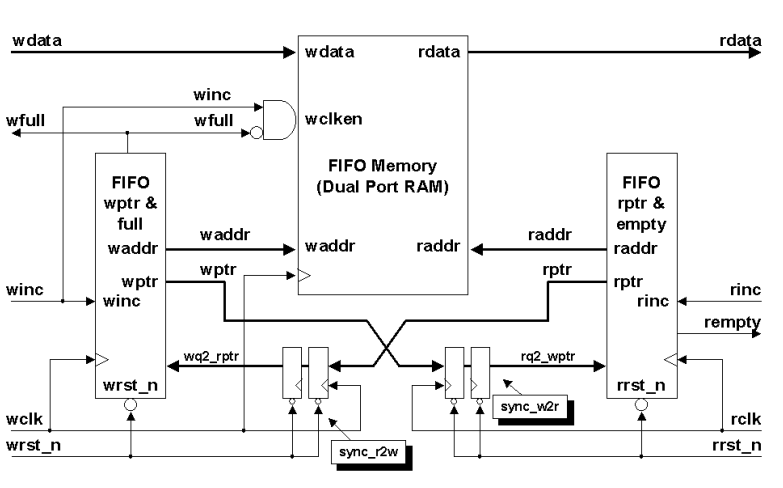 wdata
wdata
rdata
rdata
winc
wfull
wfull
wclken
FIFO Memory
(Dual Port RAM)
FIFO
wptr &
full
FIFO
rptr &
empty
waddr
waddr
waddr
raddr
raddr
raddr
wptr
wptr
rptr
rptr
winc
winc
rinc
rinc
rempty
wq2_rptr
rq2_wptr
wrst_n
rrst_n
sync_w2r
wclk
rclk
wrst_n
sync_r2w
rrst_n